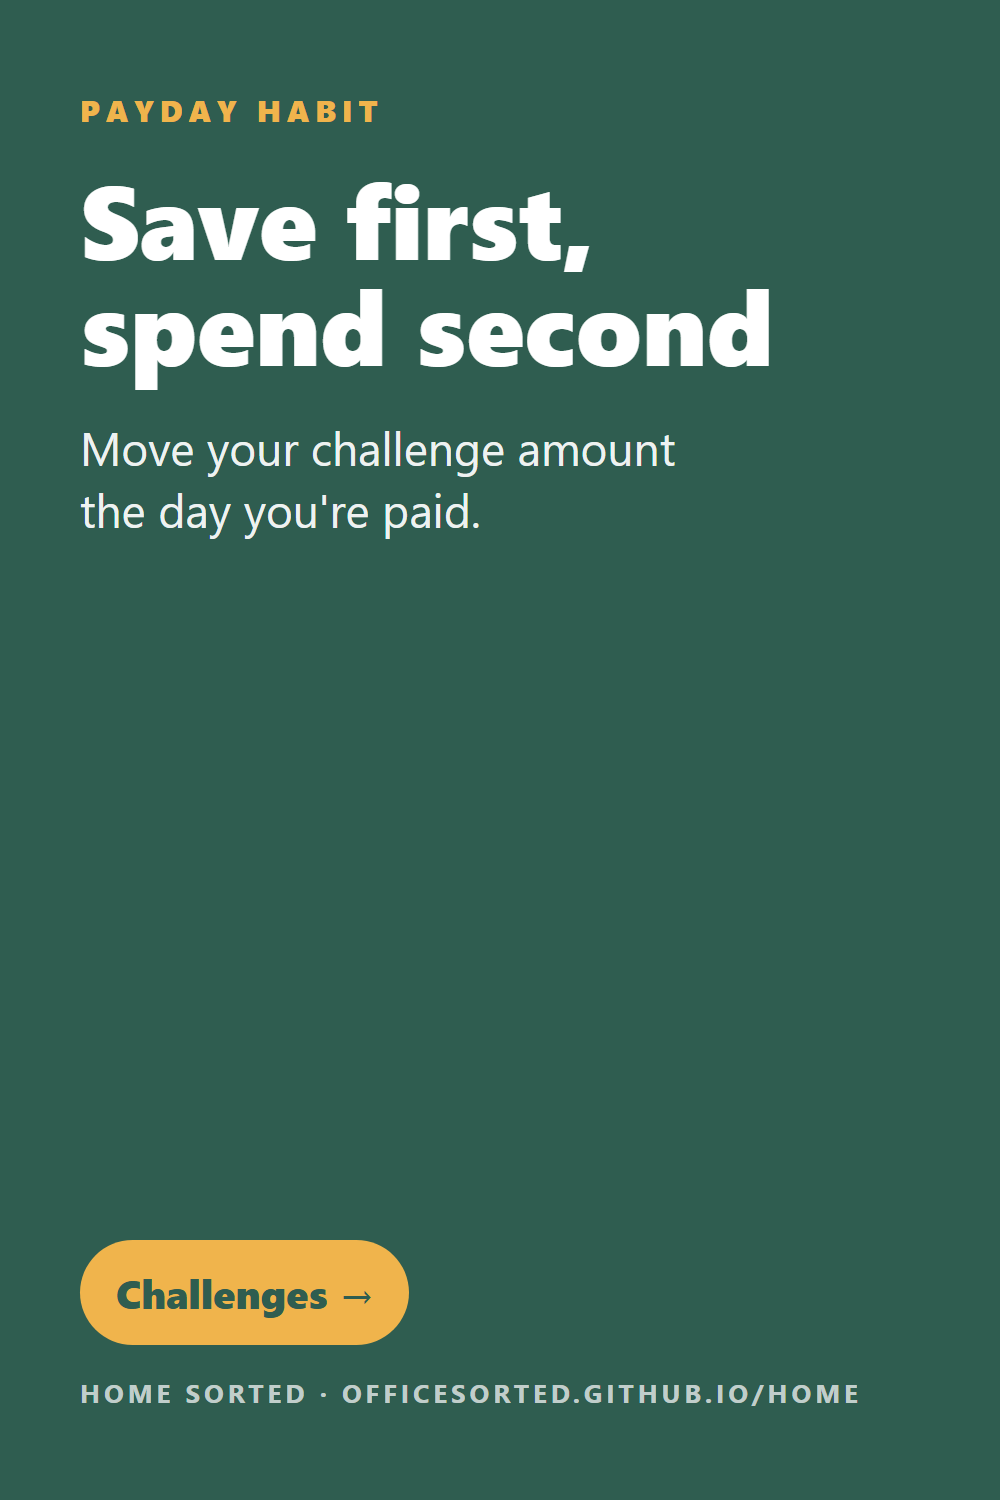 PAYDAY HABIT
Save first,
spend second
Move your challenge amount
the day you're paid.
Challenges →
HOME SORTED · OFFICESORTED.GITHUB.IO/HOME